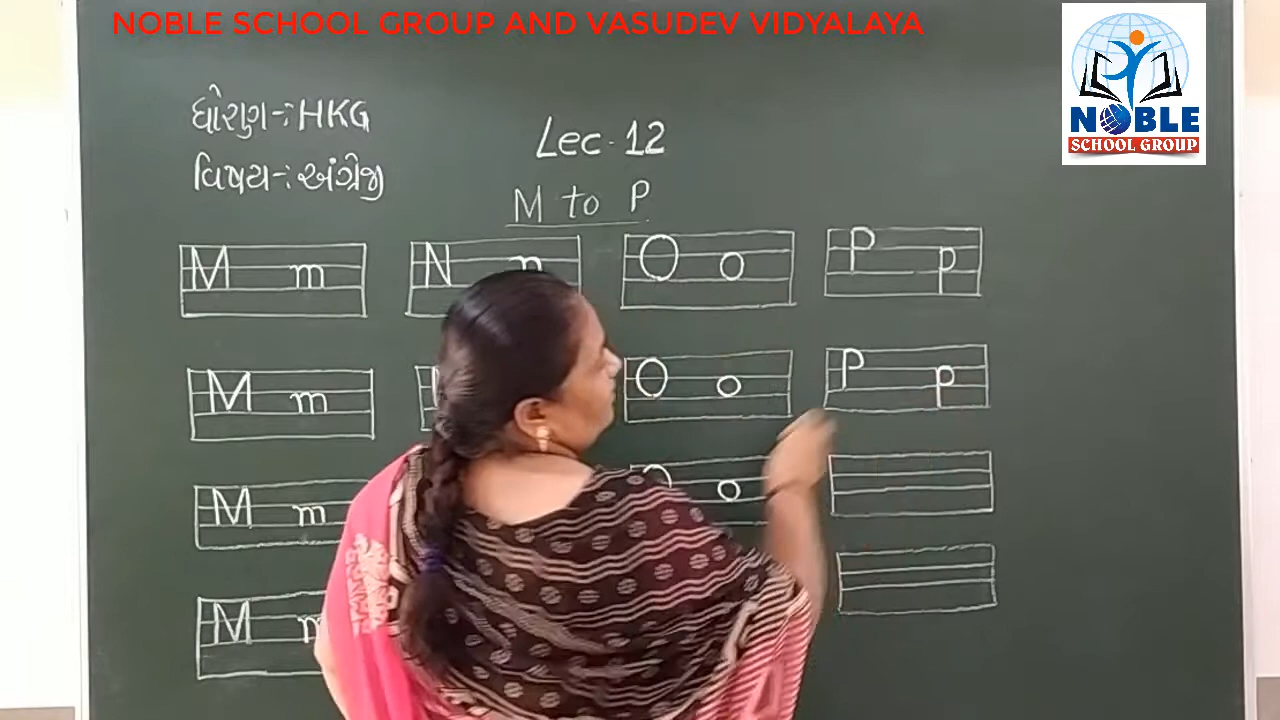 NOBLE SCHOOL GROUP AND VASUDEV VIDYALAYA
NOBLE
SCHOOL GROUP
ધોરણ -: HKG
વિષય -: અંગ્રેજી
Lec - 12
M to P
M m N n O o P p
M m O o P p
M m O o
M m